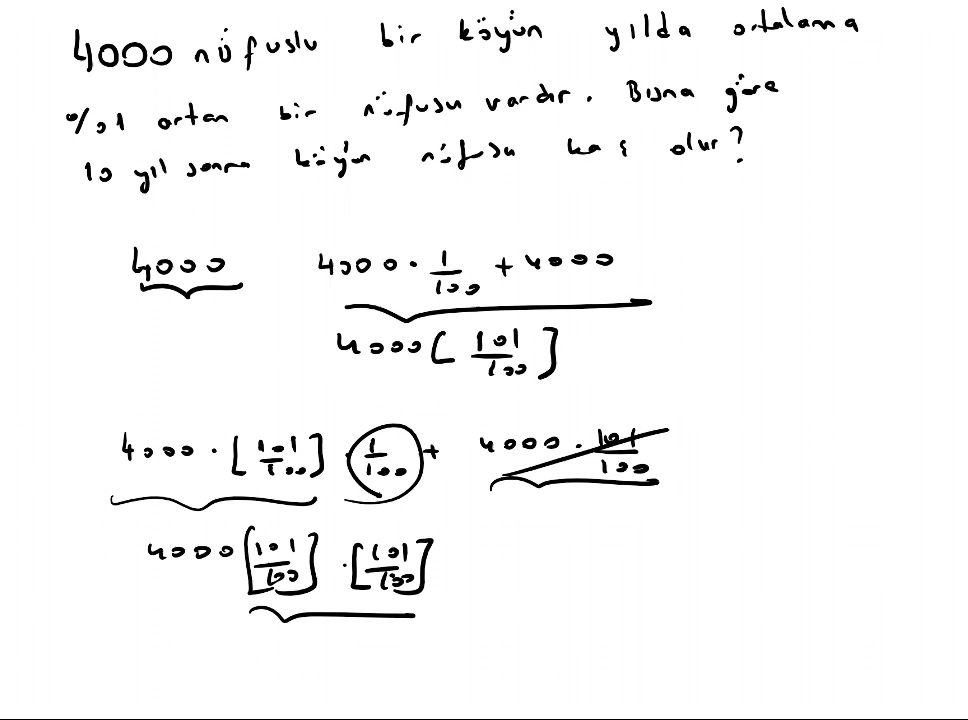 4000 nüfuslu bir köyün yılda ortalama
%1 artan bir nüfusu vardır. Buna göre
10 yıl sonra köyün nüfusu kaç olur?
4000 4000 · 1/100 + 4000
4000 [101/100]
4000 · [101/100] · 1/100 + 4000 · 101/100
4000 [101/100] · [101/100]